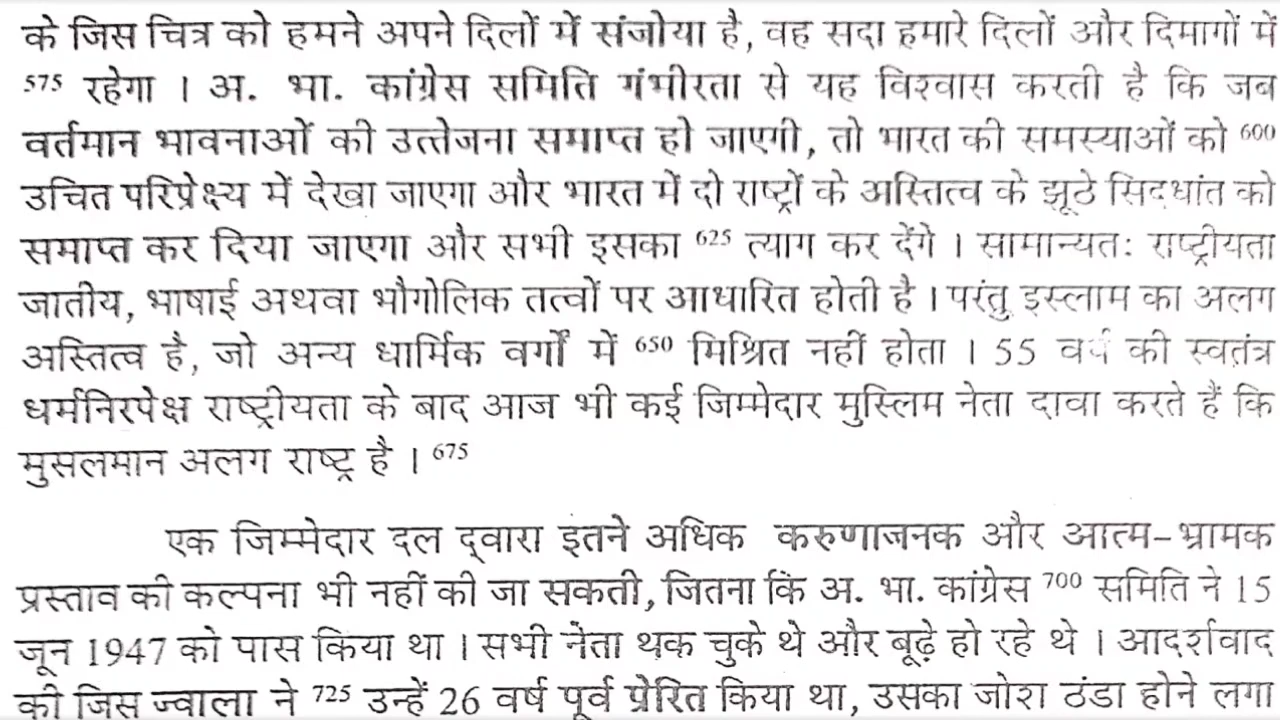 के जिस चित्र को हमने अपने दिलों में संजोया है, वह सदा हमारे दिलों और दिमागों में
575 रहेगा । अ. भा. कांग्रेस समिति गंभीरता से यह विश्वास करती है कि जब
वर्तमान भावनाओं की उत्तेजना समाप्त हो जाएगी, तो भारत की समस्याओं को 600
उचित परिप्रेक्ष्य में देखा जाएगा और भारत में दो राष्ट्रों के अस्तित्व के झूठे सिद्धांत को
समाप्त कर दिया जाएगा और सभी इसका 625 त्याग कर देंगे । सामान्यतः राष्ट्रीयता
जातीय, भाषाई अथवा भौगोलिक तत्वों पर आधारित होती है । परंतु इस्लाम का अलग
अस्तित्व है, जो अन्य धार्मिक वर्गों में 650 मिश्रित नहीं होता । 55 वर्ष की स्वतंत्र
धर्मनिरपेक्ष राष्ट्रीयता के बाद आज भी कई जिम्मेदार मुस्लिम नेता दावा करते हैं कि
मुसलमान अलग राष्ट्र है । 675
एक जिम्मेदार दल द्वारा इतने अधिक करुणाजनक और आत्म-भ्रामक
प्रस्ताव की कल्पना भी नहीं की जा सकती, जितना कि अ. भा. कांग्रेस 700 समिति ने 15
जून 1947 को पास किया था । सभी नेता थक चुके थे और बूढ़े हो रहे थे । आदर्शवाद
की जिस ज्वाला ने 725 उन्हें 26 वर्ष पूर्व प्रेरित किया था, उसका जोश ठंडा होने लगा